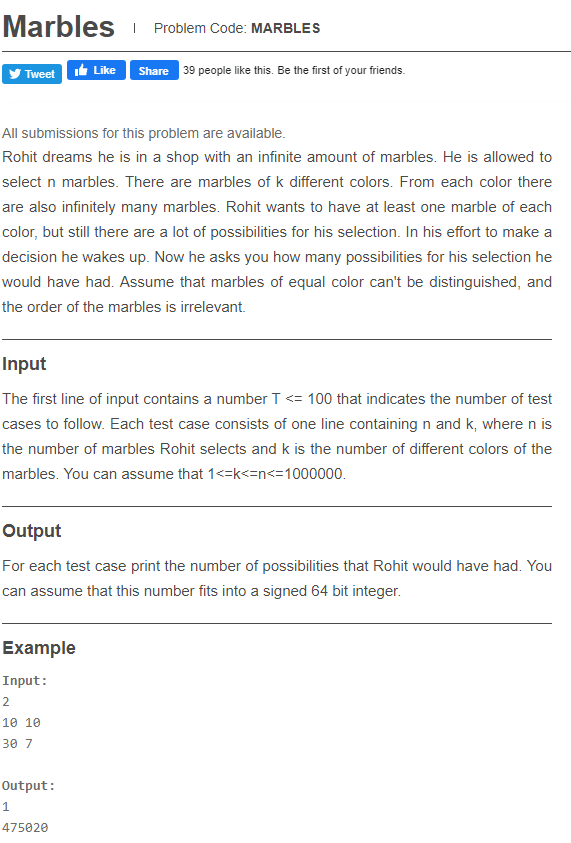 Marbles | Problem Code: MARBLES
Tweet Like Share 39 people like this. Be the first of your friends.
All submissions for this problem are available.
Rohit dreams he is in a shop with an infinite amount of marbles. He is allowed to
select n marbles. There are marbles of k different colors. From each color there
are also infinitely many marbles. Rohit wants to have at least one marble of each
color, but still there are a lot of possibilities for his selection. In his effort to make a
decision he wakes up. Now he asks you how many possibilities for his selection he
would have had. Assume that marbles of equal color can't be distinguished, and
the order of the marbles is irrelevant.
Input
The first line of input contains a number T <= 100 that indicates the number of test
cases to follow. Each test case consists of one line containing n and k, where n is
the number of marbles Rohit selects and k is the number of different colors of the
marbles. You can assume that 1<=k<=n<=1000000.
Output
For each test case print the number of possibilities that Rohit would have had. You
can assume that this number fits into a signed 64 bit integer.
Example
Input:
2
10 10
30 7
Output:
1
475020